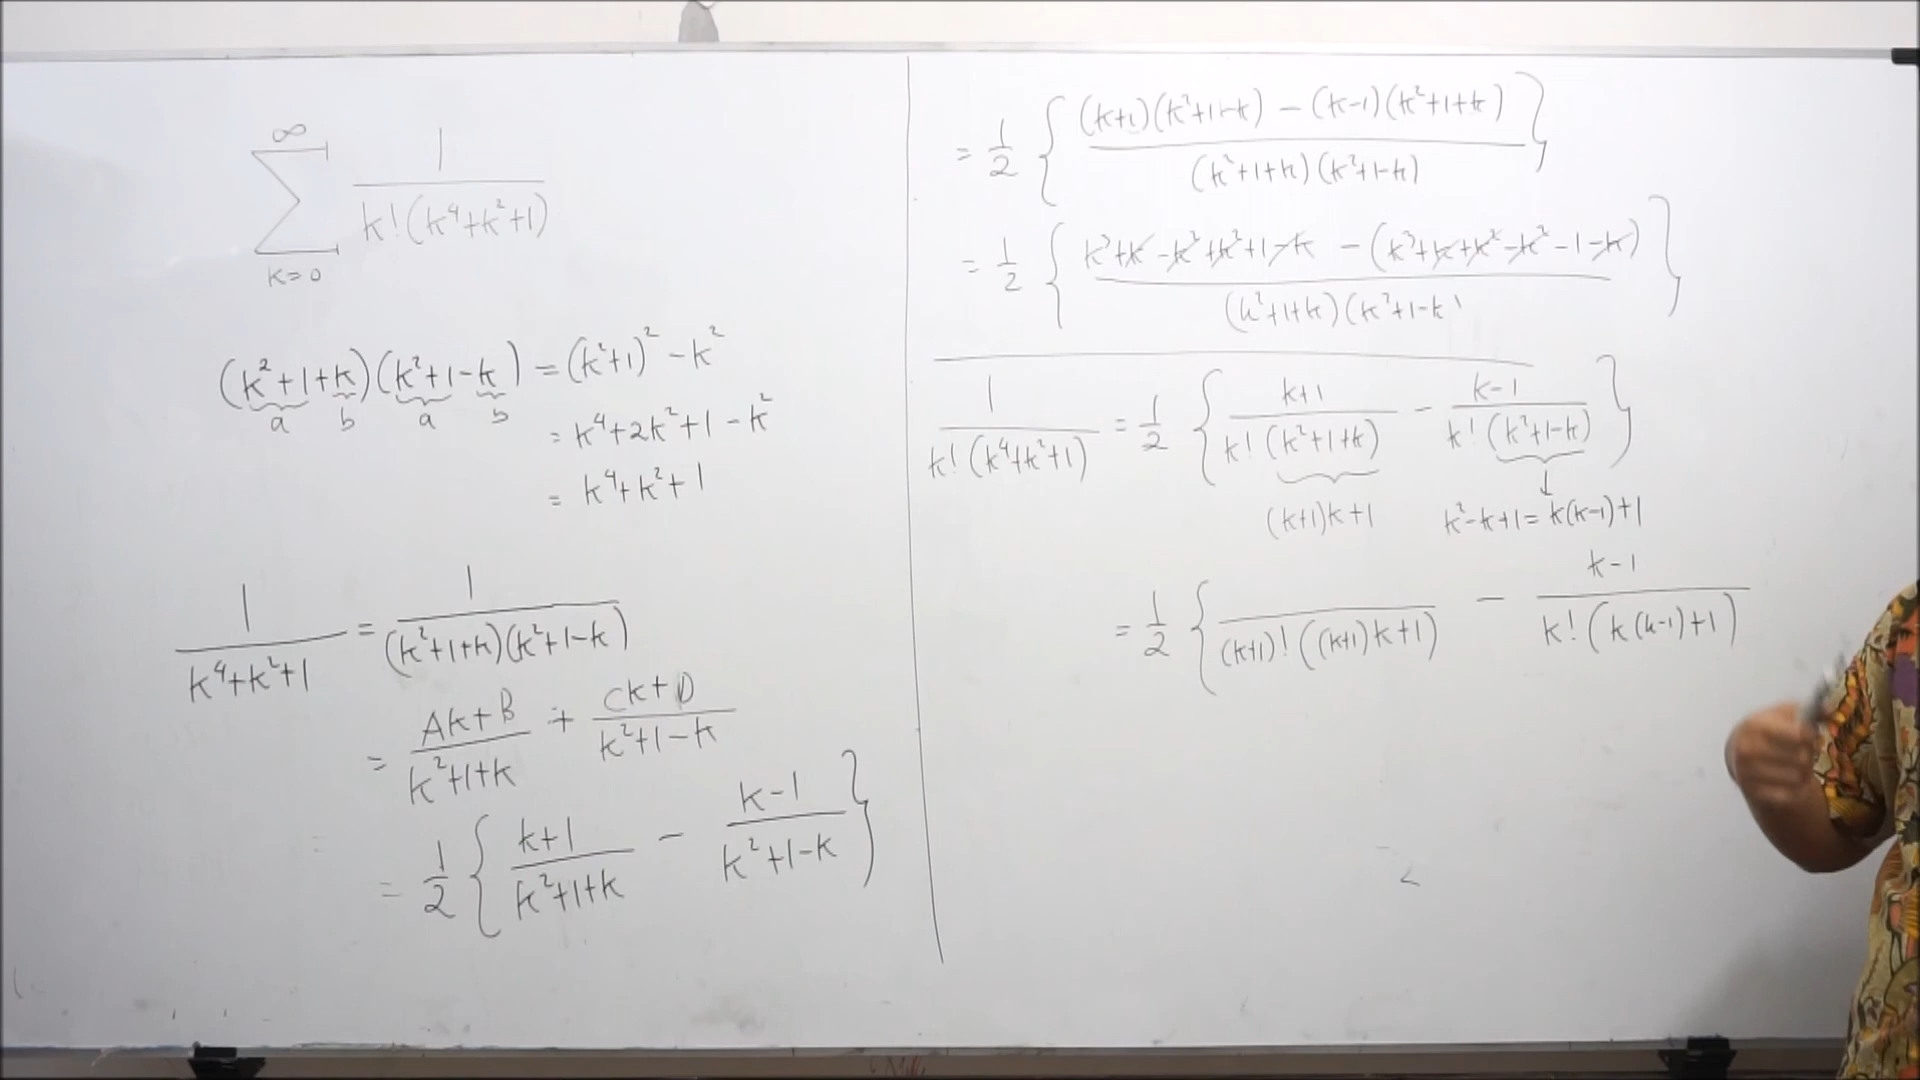 ∞
∑ 1 / k!(k⁴+k²+1)
k=0
(k²+1+k)(k²+1-k) = (k²+1)² - k²
a b a b
= k⁴+2k²+1 - k²
= k⁴+k²+1
1 / k⁴+k²+1 = 1 / (k²+1+k)(k²+1-k)
= Ak+B / k²+1+k + Ck+D / k²+1-k
= 1/2 { k+1 / k²+1+k - k-1 / k²+1-k }
= 1/2 { (k+1)(k²+1-k) - (k-1)(k²+1+k) / (k²+1+k)(k²+1-k) }
= 1/2 { k³+k-k²+k²+1-k - (k³+k+k²-k²-1-k) / (k²+1+k)(k²+1-k) }
1 / k!(k⁴+k²+1) = 1/2 { k+1 / k!(k²+1+k) - k-1 / k!(k²+1-k) }
(k+1)k+1 k²-k+1=k(k-1)+1
= 1/2 { / (k+1)!((k+1)k+1) - k-1 / k!(k(k-1)+1)